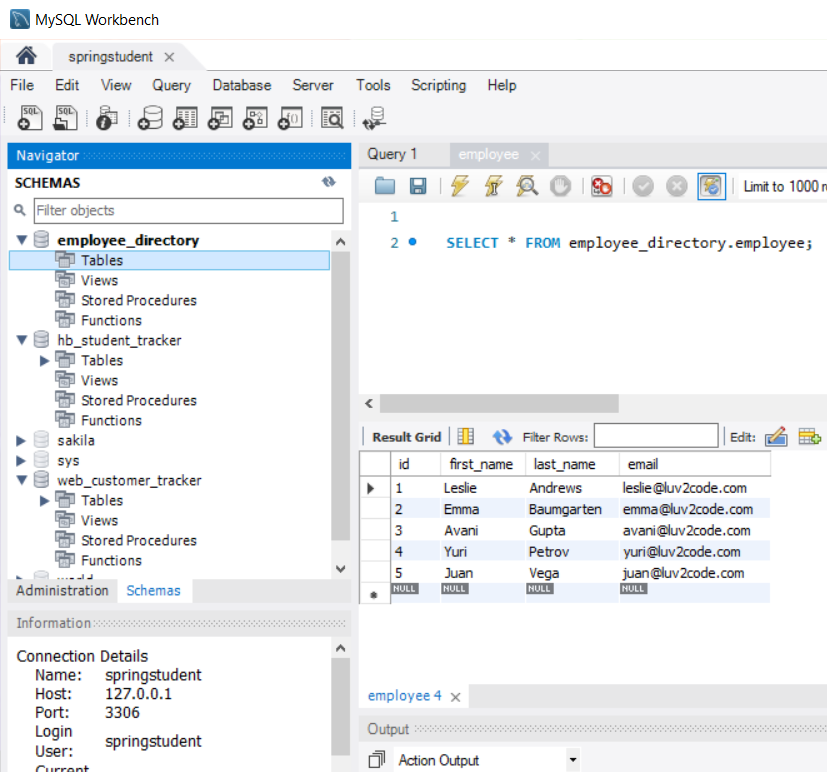 MySQL Workbench
springstudent
File Edit View Query Database Server Tools Scripting Help
SQL SQL
Navigator
SCHEMAS
Filter objects
employee_directory
Tables
Views
Stored Procedures
Functions
hb_student_tracker
Tables
Views
Stored Procedures
Functions
sakila
sys
web_customer_tracker
Tables
Views
Stored Procedures
Functions
Administration Schemas
Information
Connection Details
Name: springstudent
Host: 127.0.0.1
Port: 3306
Login
User: springstudent
Current
Query 1 employee
Limit to 1000 r
1
2 SELECT * FROM employee_directory.employee;
Result Grid Filter Rows: Edit:
id first_name last_name email
1 Leslie Andrews leslie@luv2code.com
2 Emma Baumgarten emma@luv2code.com
3 Avani Gupta avani@luv2code.com
4 Yuri Petrov yuri@luv2code.com
5 Juan Vega juan@luv2code.com
NULL NULL NULL NULL
employee 4
Output
Action Output